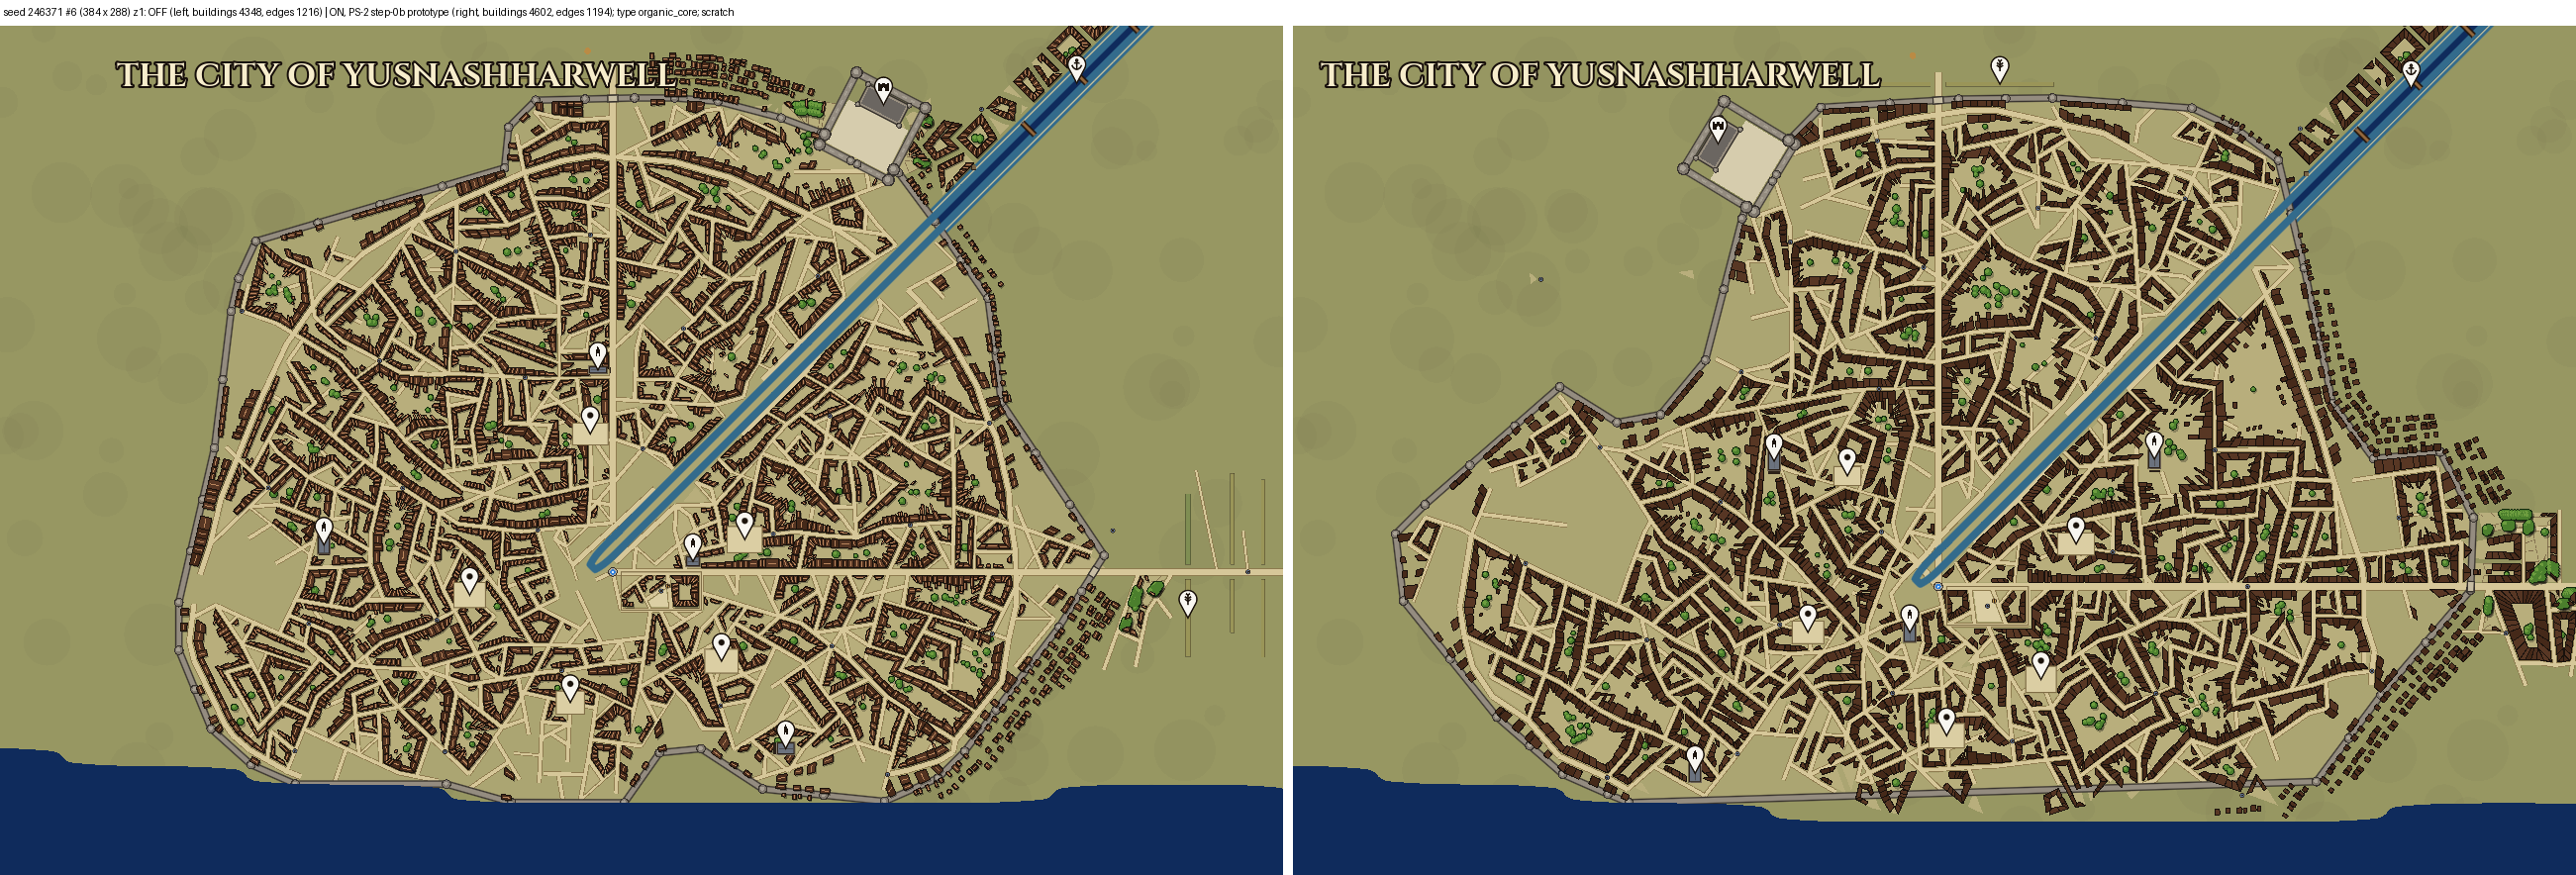 seed 246371 #6 (384 x 288) z1: OFF (left, buildings 4348, edges 1216) | ON, PS-2 step-0b prototype (right, buildings 4602, edges 1194); type organic_core; scratch
THE CITY OF YUSNASHHARWELL
THE CITY OF YUSNASHHARWELL